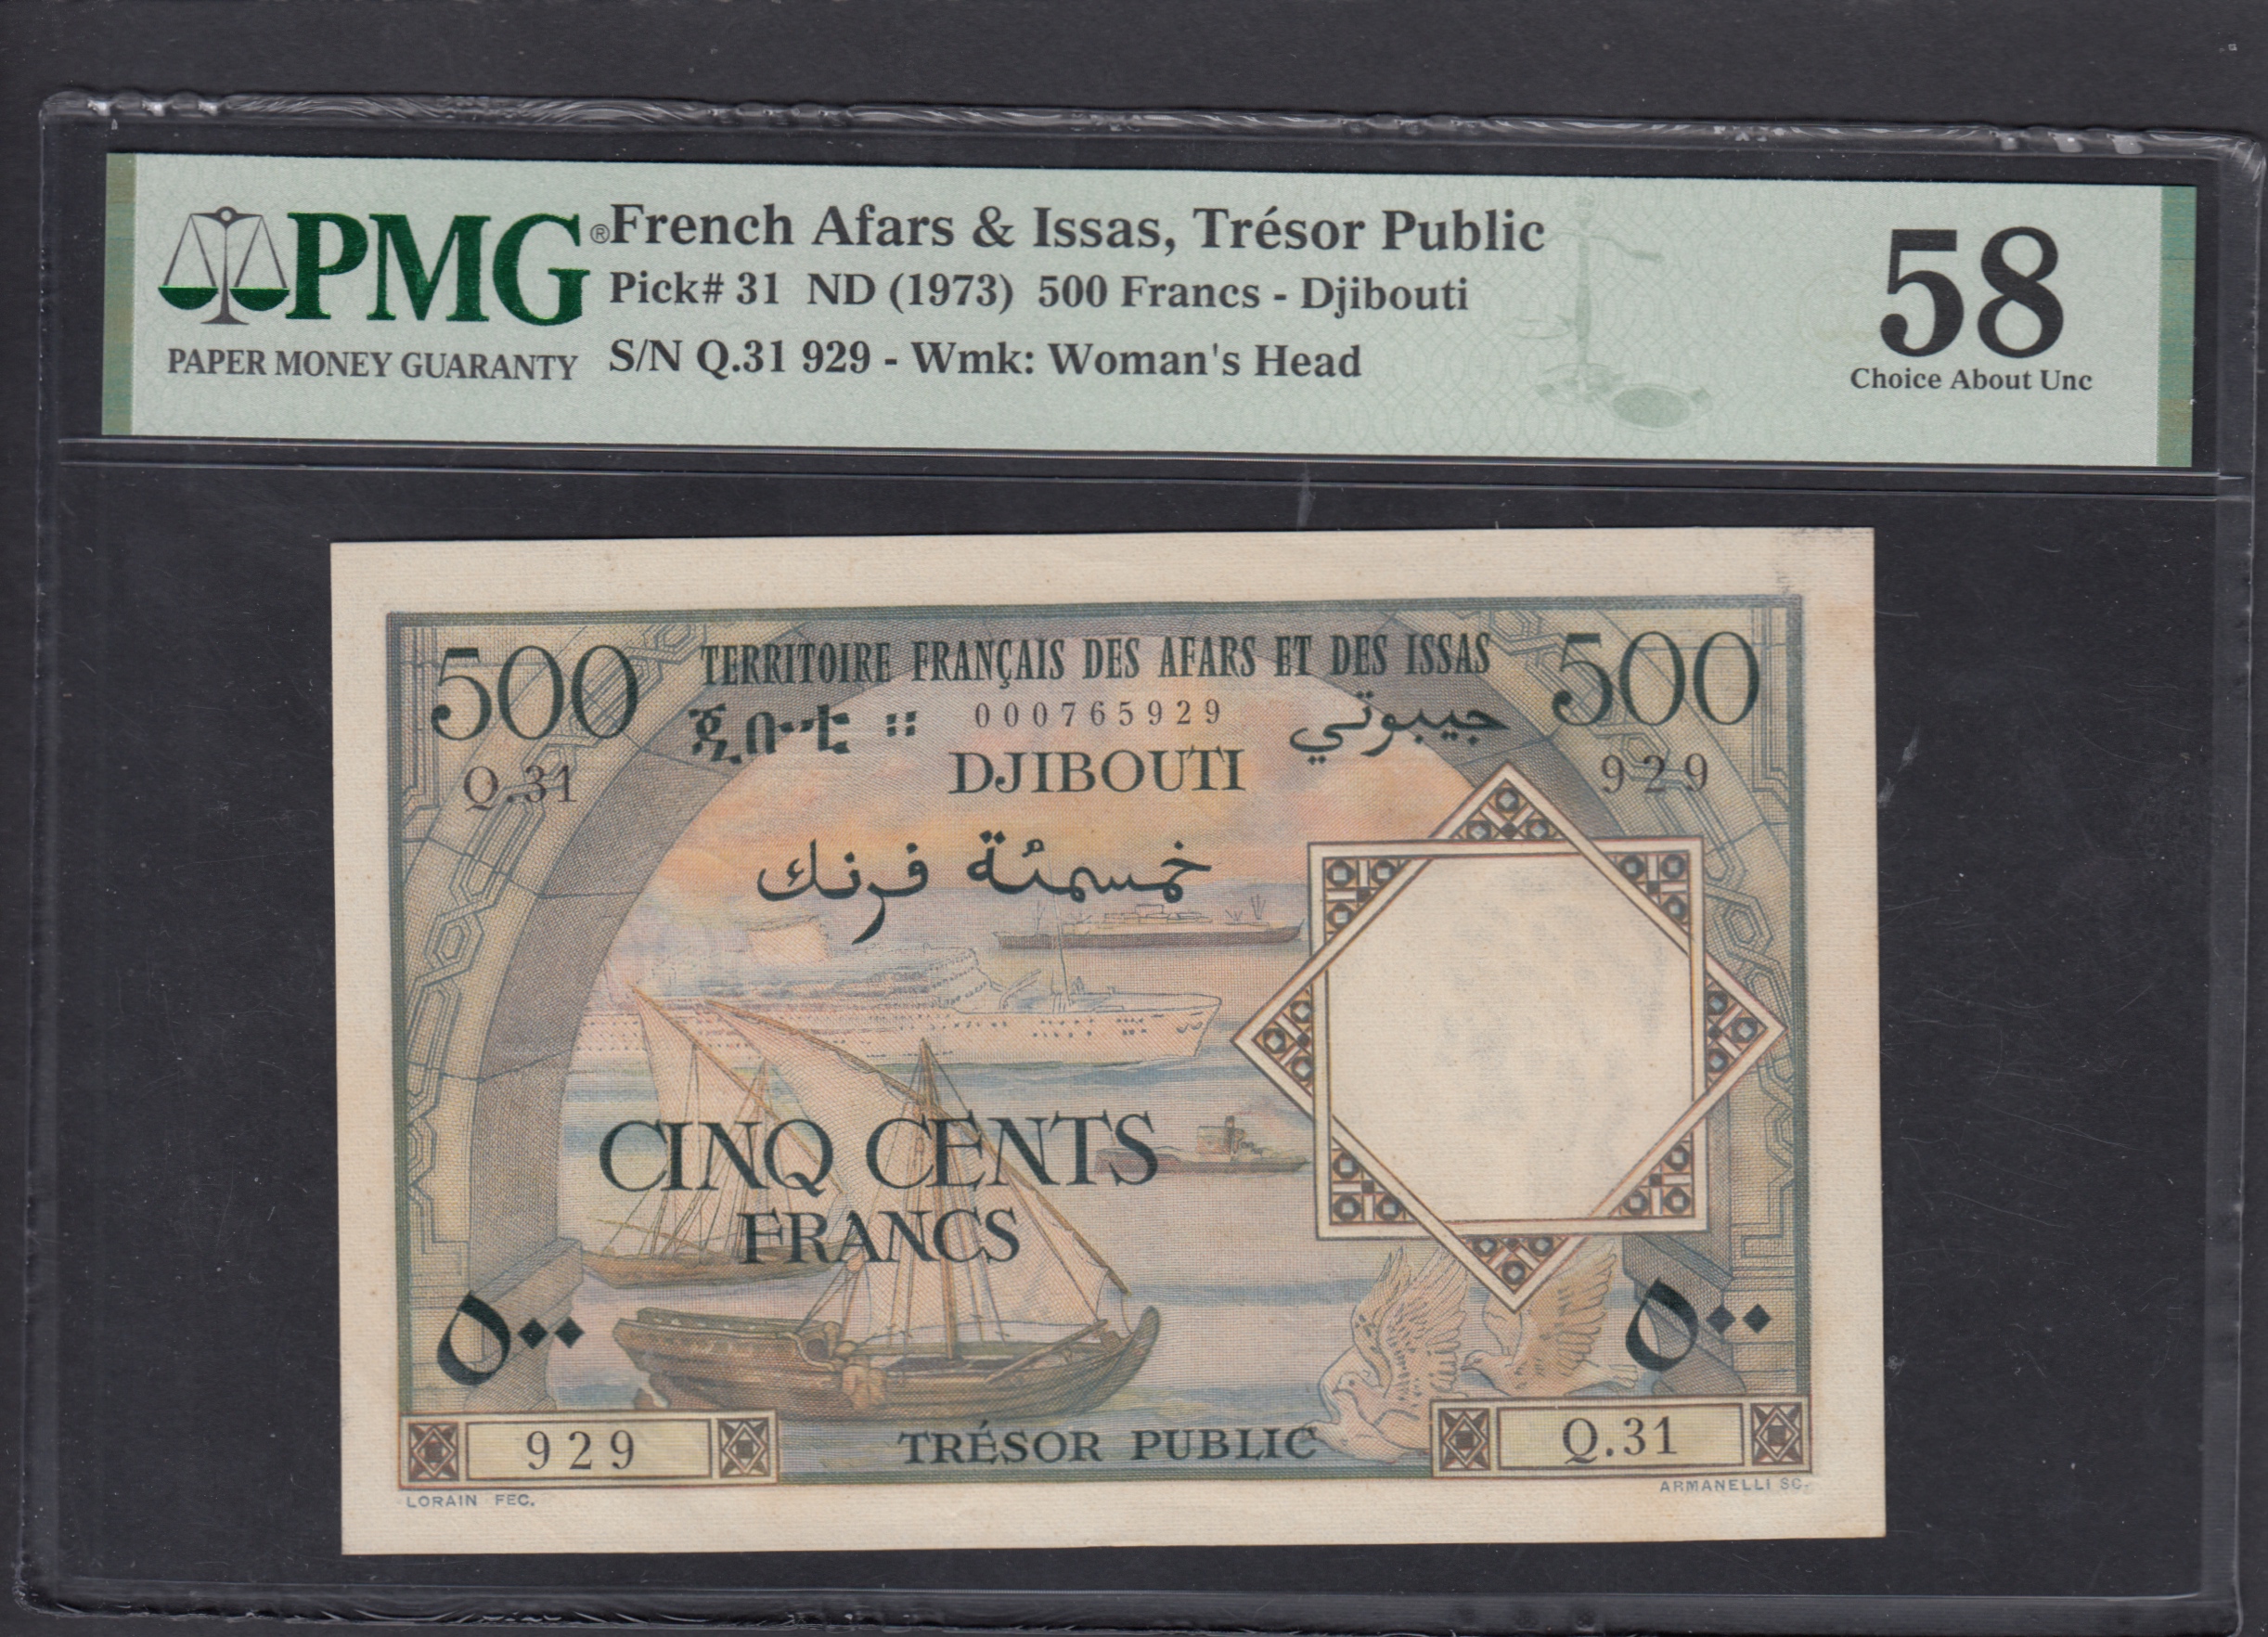 PMG®
PAPER MONEY GUARANTY
French Afars & Issas, Trésor Public
Pick# 31 ND (1973) 500 Francs - Djibouti
S/N Q.31 929 - Wmk: Woman's Head
58
Choice About Unc
500 TERRITOIRE FRANÇAIS DES AFARS ET DES ISSAS 500
ጂቡቲ ። 000765929 جيبوتي
Q.31 DJIBOUTI 929
خمسمئة فرنك
CINQ CENTS
FRANCS
٥٠٠ ٥٠٠
929 TRÉSOR PUBLIC Q.31
LORAIN FEC. ARMANELLI SC.